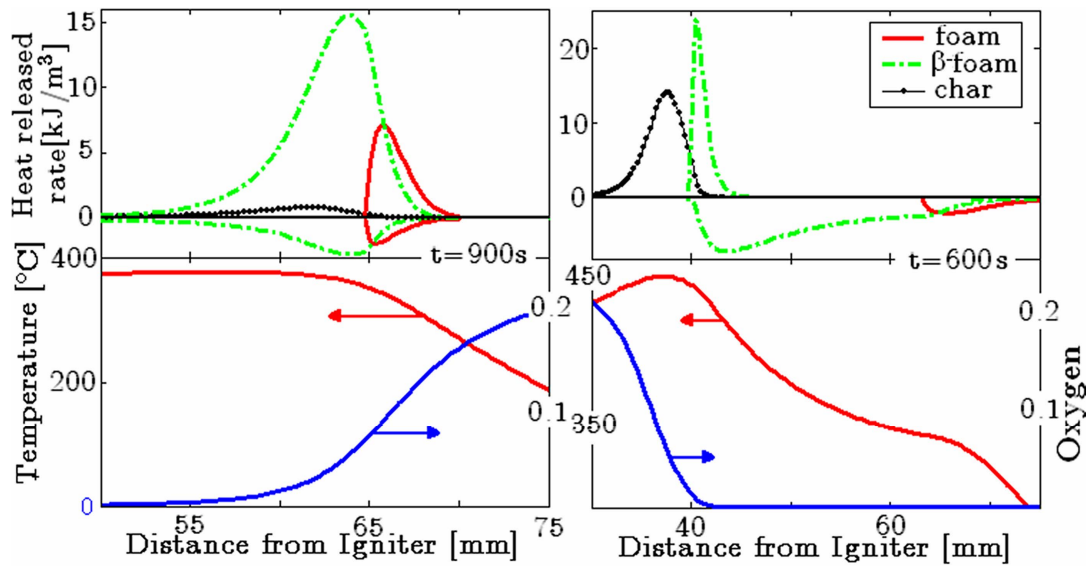 Heat released
rate[kJ/m³]
15
10
5
0
t=900s
20
10
0
t=600s
foam
β-foam
char
Temperature [°C]
400
200
0
0.2
0.1
55
65
75
Distance from Igniter [mm]
450
350
0.2
0.1
Oxygen
40
60
Distance from Igniter [mm]